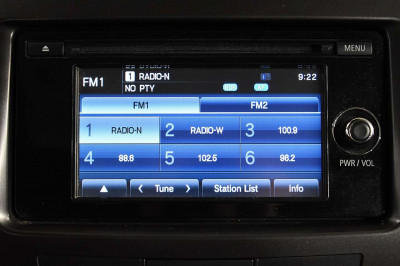 MENU
FM1
1 RADIO-N
9:22
NO PTY
FM1 FM2
1 RADIO-N 2 RADIO-W 3 100.9
4 88.6 5 102.5 6 96.2
▲ < Tune > Station List Info
PWR / VOL